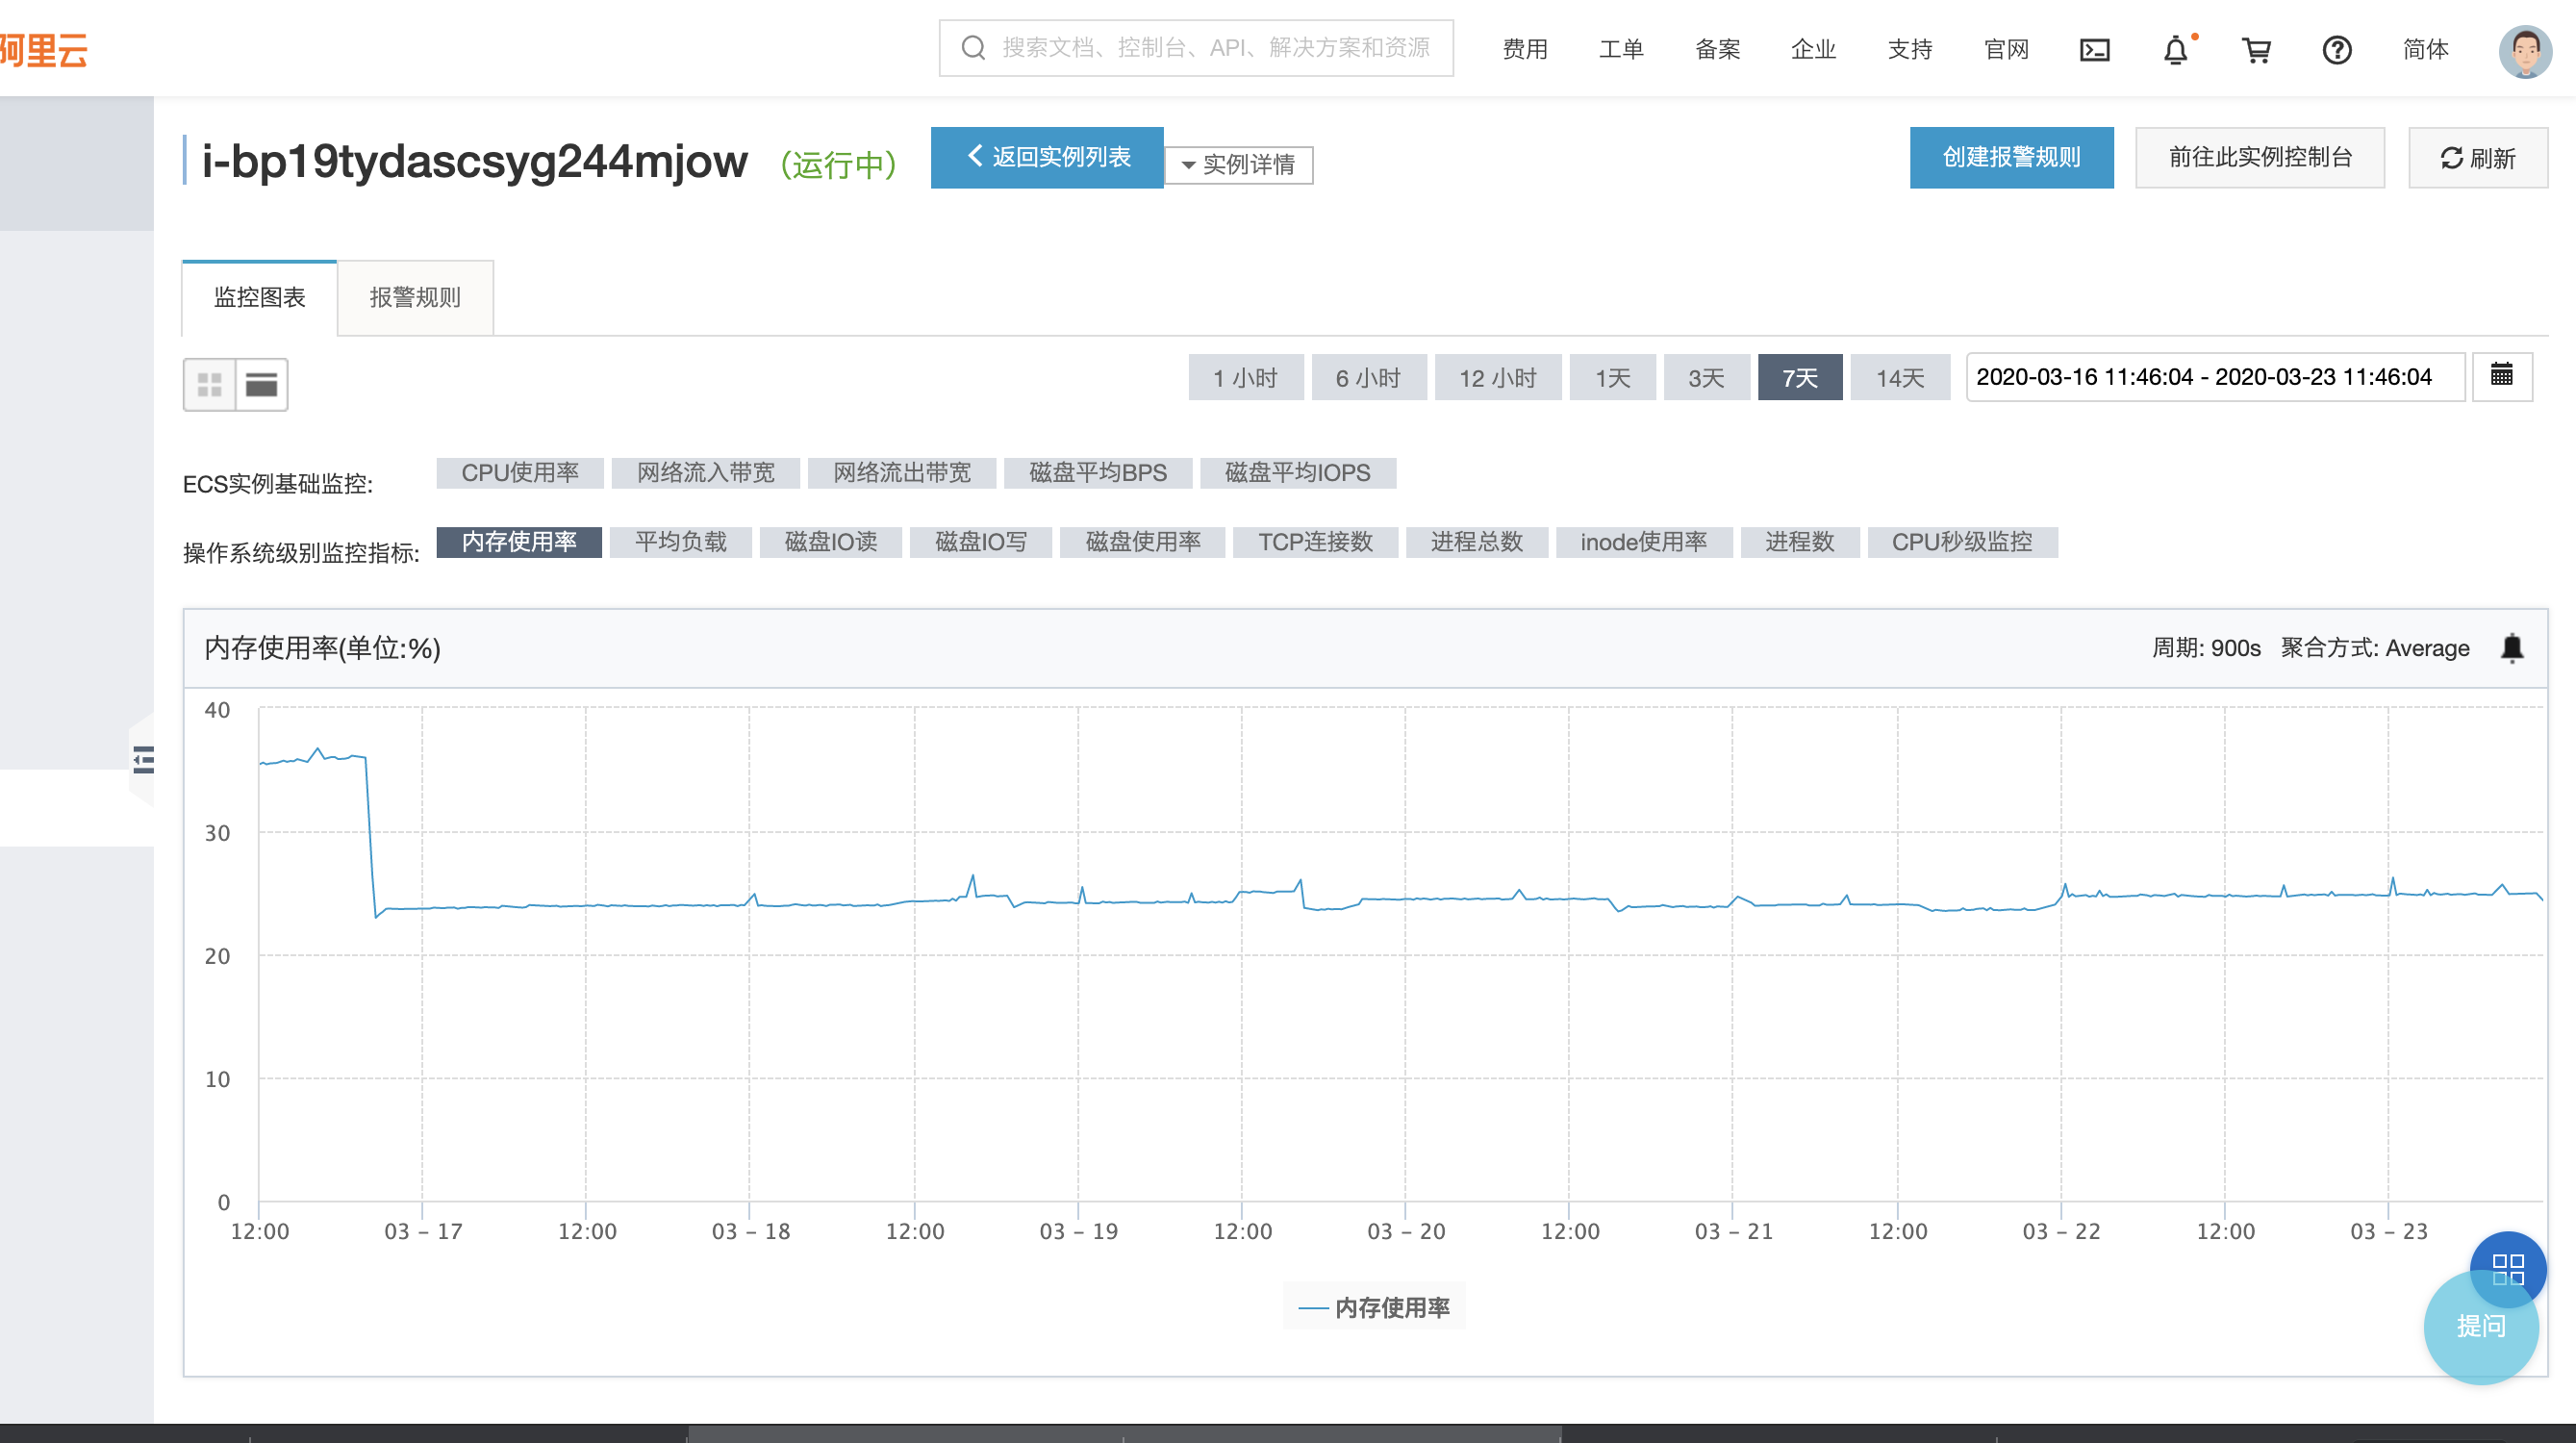 阿里云
搜索文档、控制台、API、解决方案和资源 费用 工单 备案 企业 支持 官网 简体
i-bp19tydascsyg244mjow (运行中) 返回实例列表 实例详情 创建报警规则 前往此实例控制台 刷新
监控图表 报警规则
1 小时 6 小时 12 小时 1天 3天 7天 14天 2020-03-16 11:46:04 - 2020-03-23 11:46:04
ECS实例基础监控: CPU使用率 网络流入带宽 网络流出带宽 磁盘平均BPS 磁盘平均IOPS
操作系统级别监控指标: 内存使用率 平均负载 磁盘IO读 磁盘IO写 磁盘使用率 TCP连接数 进程总数 inode使用率 进程数 CPU秒级监控
内存使用率(单位:%) 周期: 900s 聚合方式: Average
40
30
20
10
0
12:00 03 - 17 12:00 03 - 18 12:00 03 - 19 12:00 03 - 20 12:00 03 - 21 12:00 03 - 22 12:00 03 - 23
内存使用率
提问